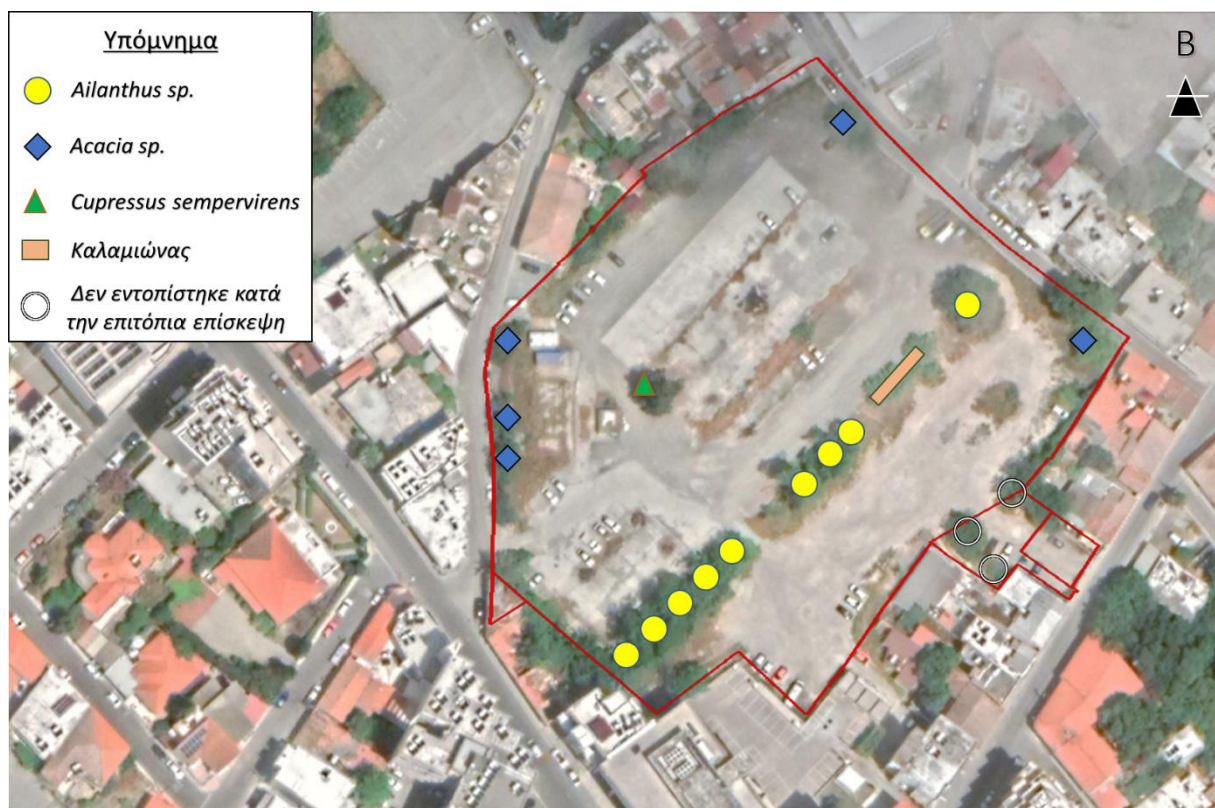 Υπόμνημα
Ailanthus sp.
Acacia sp.
Cupressus sempervirens
Καλαμιώνας
Δεν εντοπίστηκε κατά
την επιτόπια επίσκεψη
Β